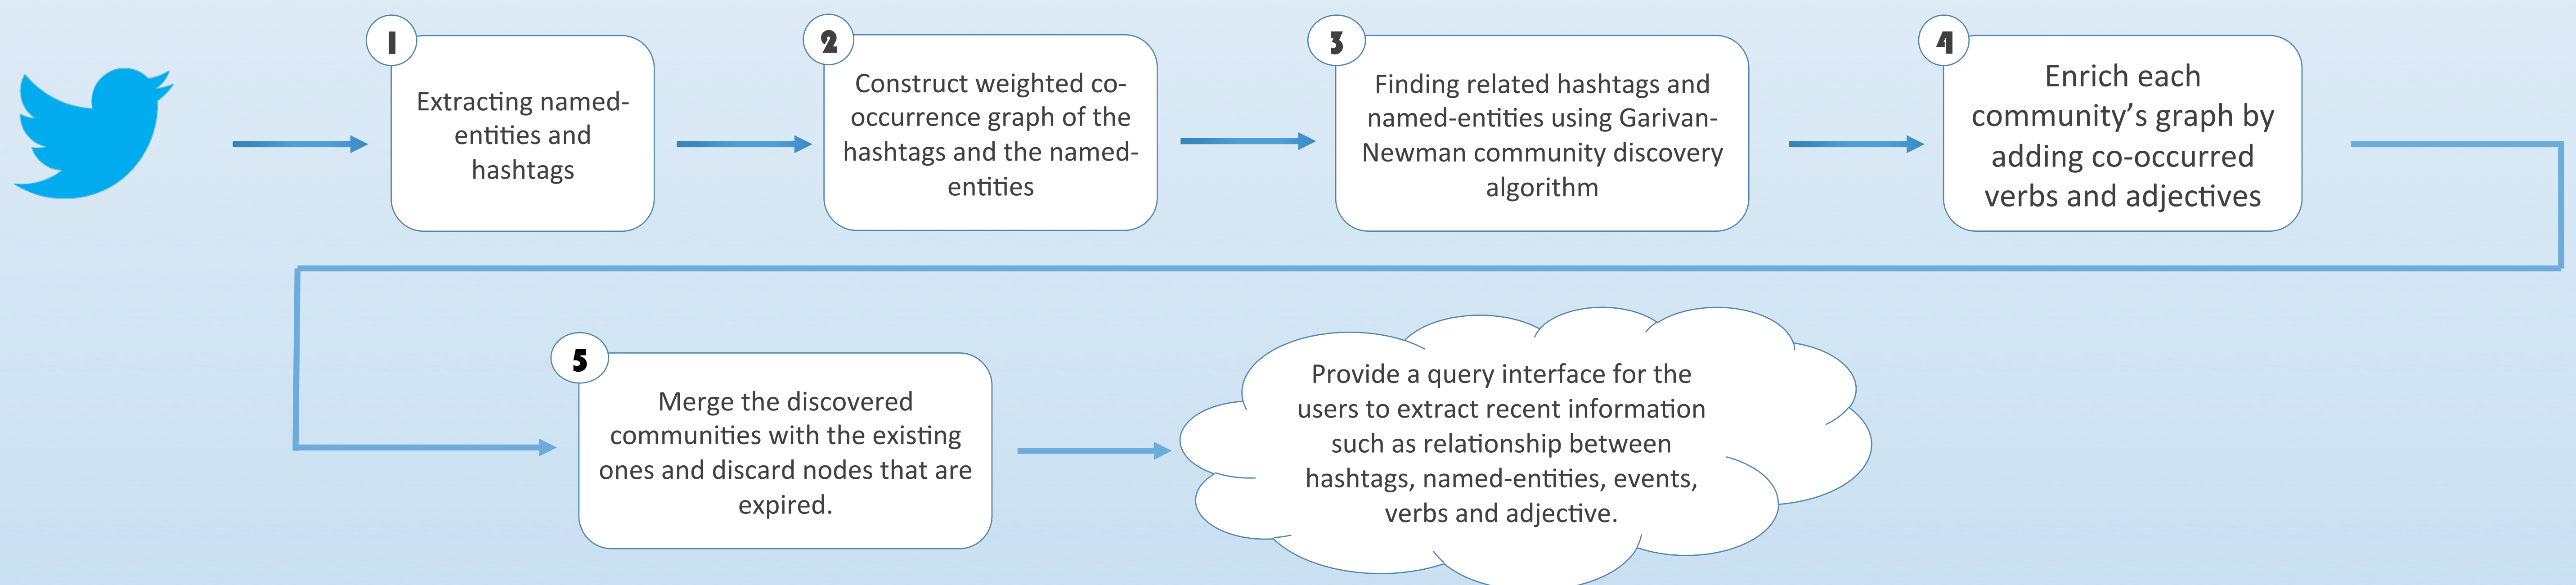 1
Extracting named-
entities and
hashtags
2
Construct weighted co-
occurrence graph of the
hashtags and the named-
entities
3
Finding related hashtags and
named-entities using Garivan-
Newman community discovery
algorithm
4
Enrich each
community’s graph by
adding co-occurred
verbs and adjectives
5
Merge the discovered
communities with the existing
ones and discard nodes that are
expired.
Provide a query interface for the
users to extract recent information
such as relationship between
hashtags, named-entities, events,
verbs and adjective.